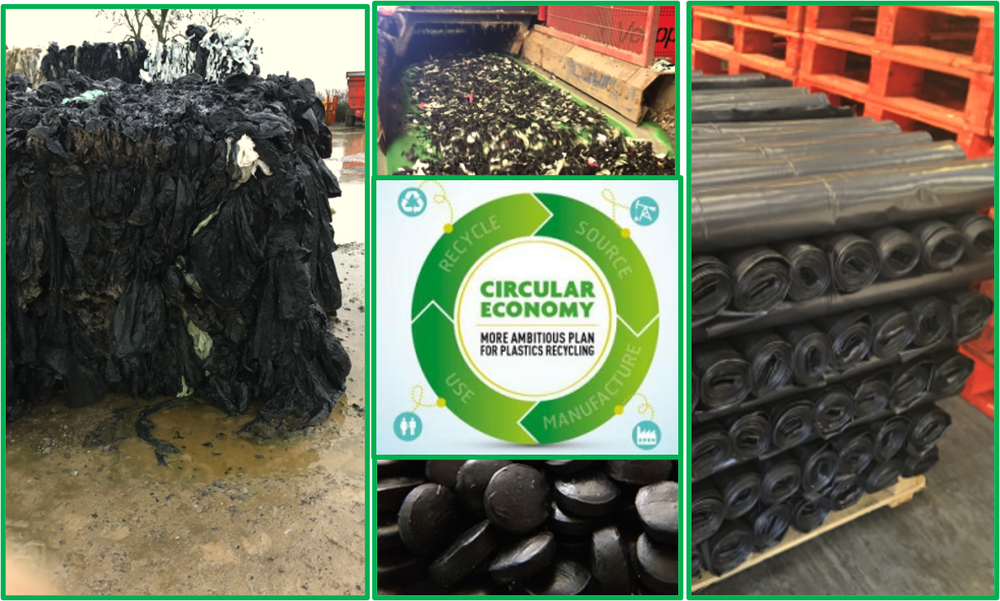 RECYCLE
SOURCE
CIRCULAR
ECONOMY
MORE AMBITIOUS PLAN
FOR PLASTICS RECYCLING
USE
MANUFACTURE